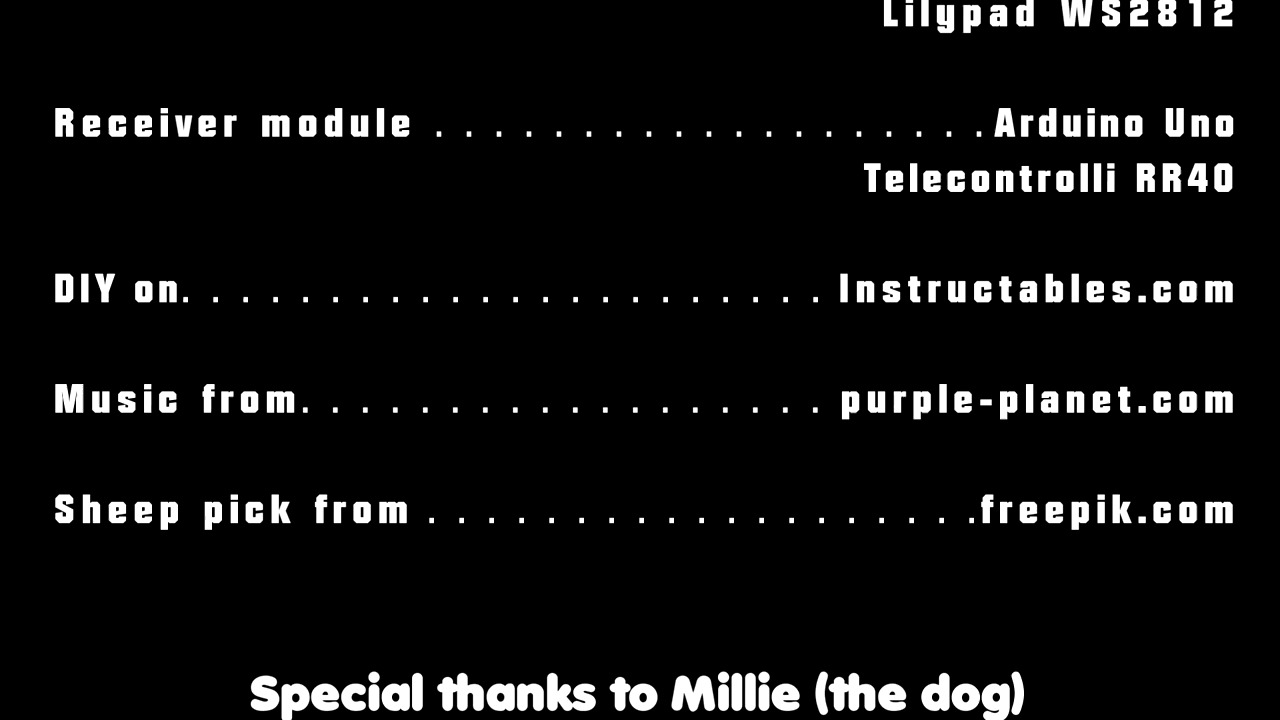 Lilypad WS2812
Receiver module . . . . . . . . . . . . . . . . . . . Arduino Uno
Telecontrolli RR40
DIY on. . . . . . . . . . . . . . . . . . . . . . Instructables.com
Music from. . . . . . . . . . . . . . . . . . purple-planet.com
Sheep pick from . . . . . . . . . . . . . . . . . . .freepik.com
Special thanks to Millie (the dog)